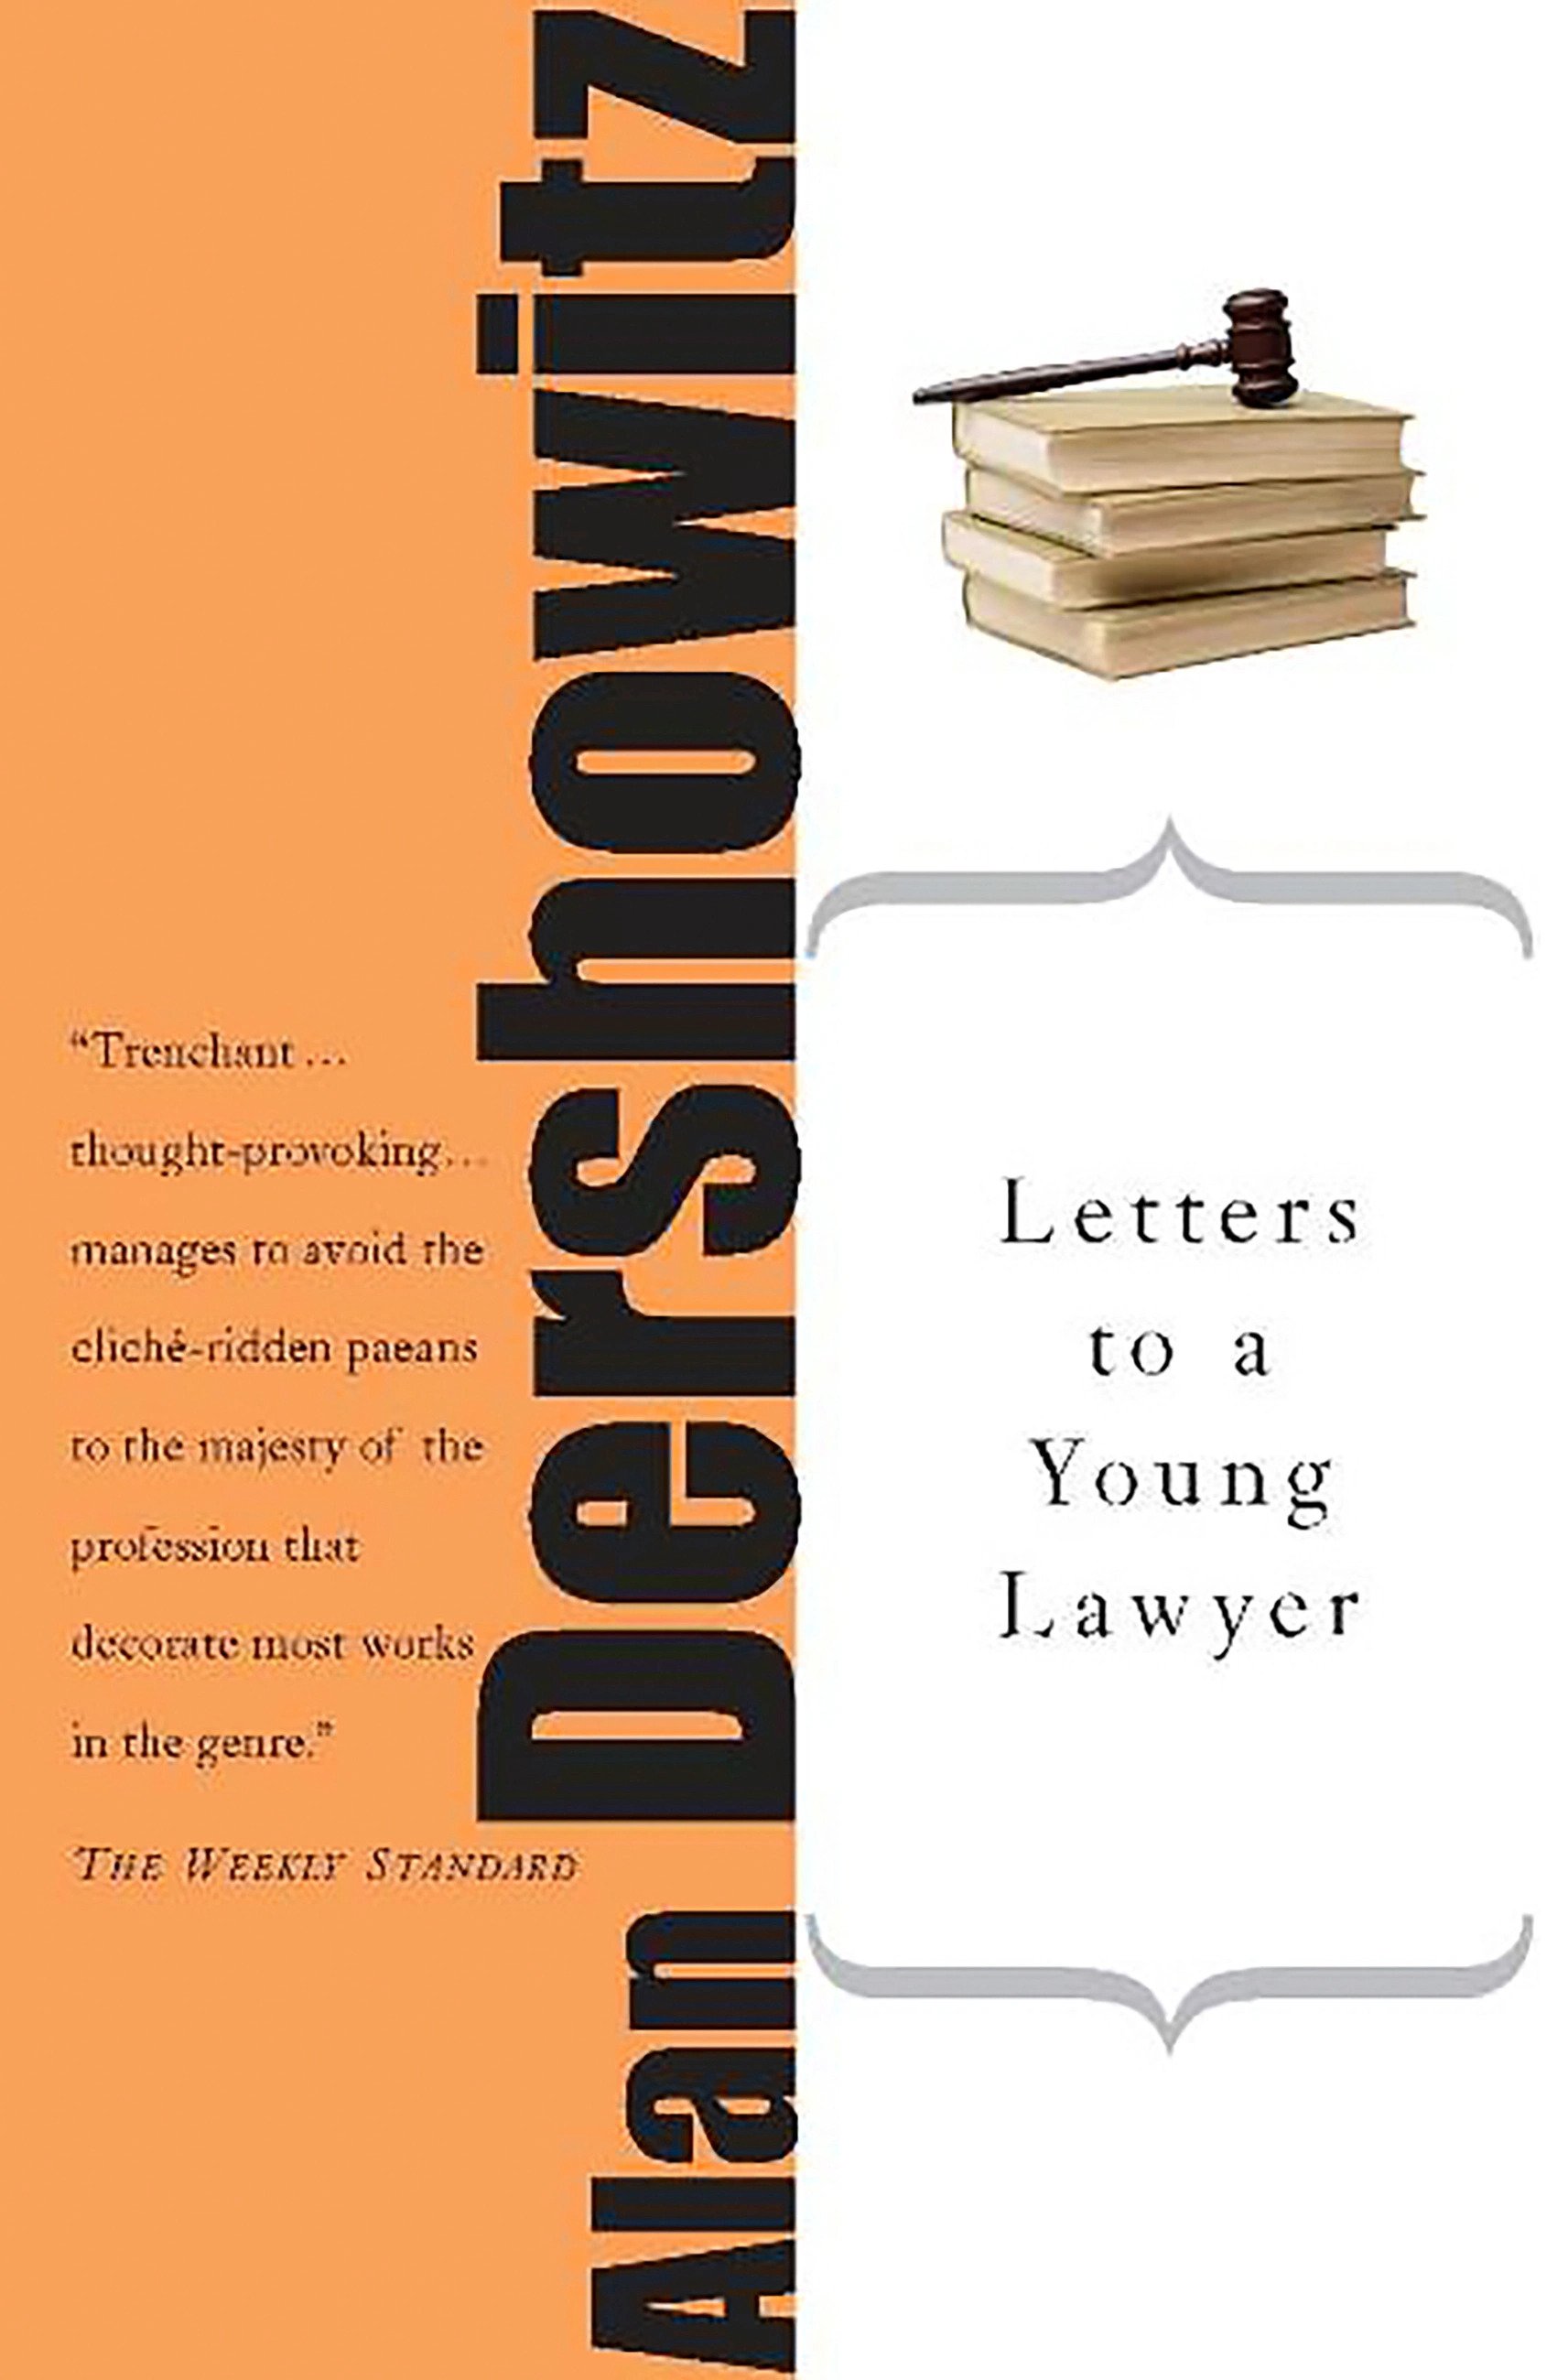 Alan Dershowitz
"Trenchant...
thought-provoking...
manages to avoid the
cliché-ridden paeans
to the majesty of the
profession that
decorate most works
in the genre."
THE WEEKLY STANDARD
Letters
to a
Young
Lawyer